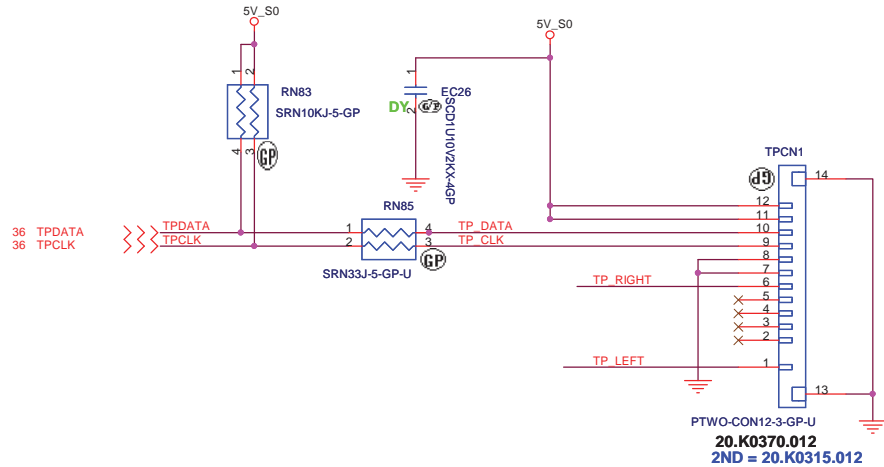 5V_S0
5V_S0
1
2
RN83
SRN10KJ-5-GP
4
3
GP
1
EC26
DY
2
G/P
SCD1U10V2KX-4GP
TPCN1
GP
14
12
11
10
9
8
7
6
5
4
3
2
1
13
RN85
36 TPDATA
TPDATA
1
4
TP_DATA
36 TPCLK
TPCLK
2
3
TP_CLK
GP
SRN33J-5-GP-U
TP_RIGHT
TP_LEFT
PTWO-CON12-3-GP-U
20.K0370.012
2ND = 20.K0315.012